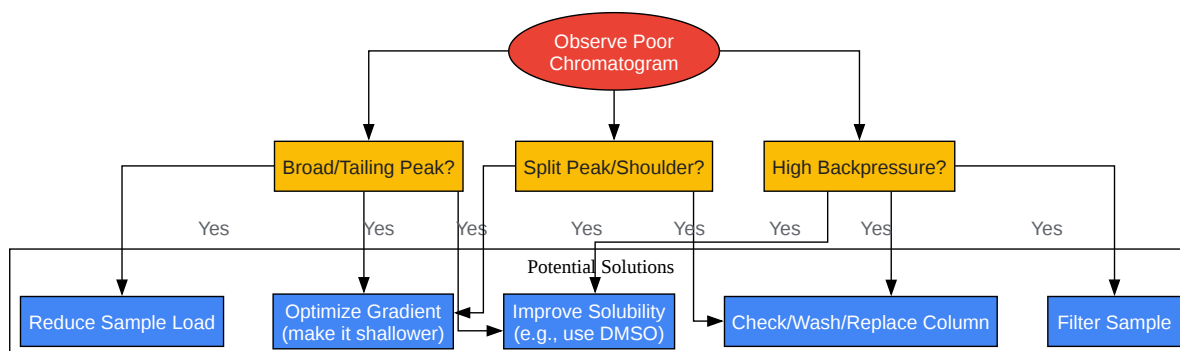 Observe Poor
Chromatogram
Broad/Tailing Peak?
Split Peak/Shoulder?
High Backpressure?
Yes
Yes
Yes
Yes
Yes
Yes
Yes
Yes
Potential Solutions
Reduce Sample Load
Optimize Gradient
(make it shallower)
Improve Solubility
(e.g., use DMSO)
Check/Wash/Replace Column
Filter Sample